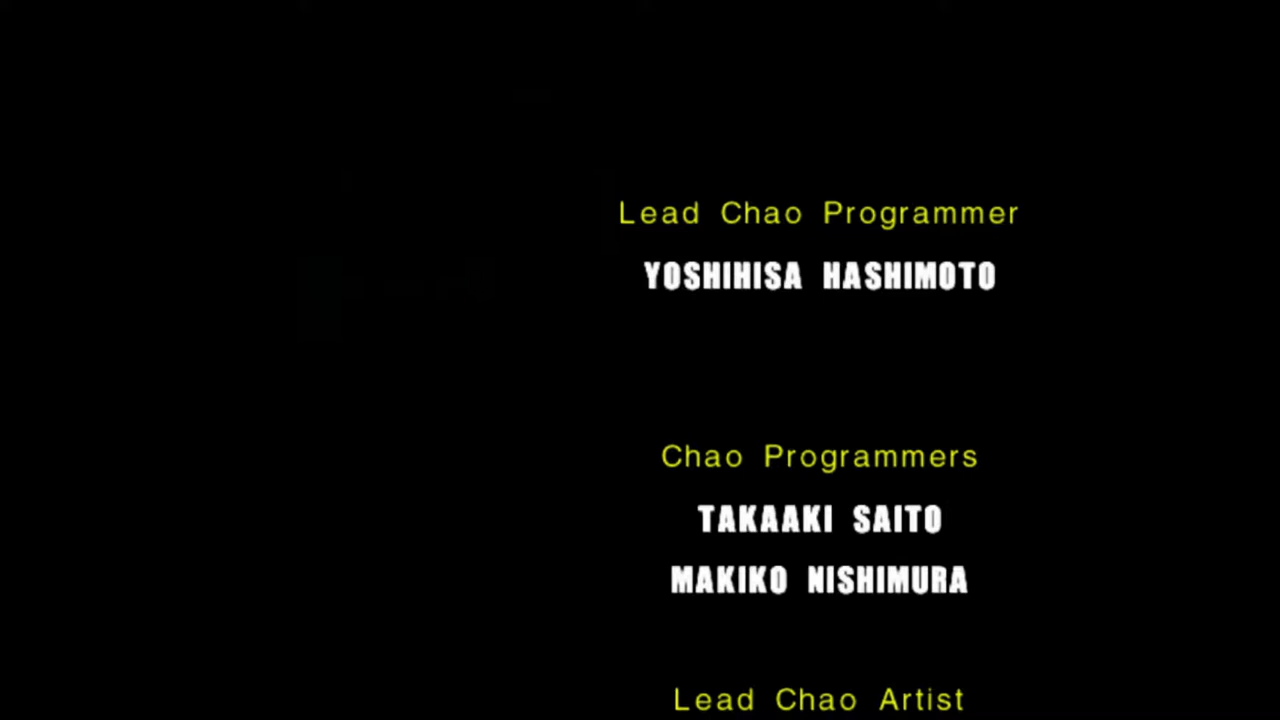 Lead Chao Programmer
YOSHIHISA HASHIMOTO
Chao Programmers
TAKAAKI SAITO
MAKIKO NISHIMURA
Lead Chao Artist